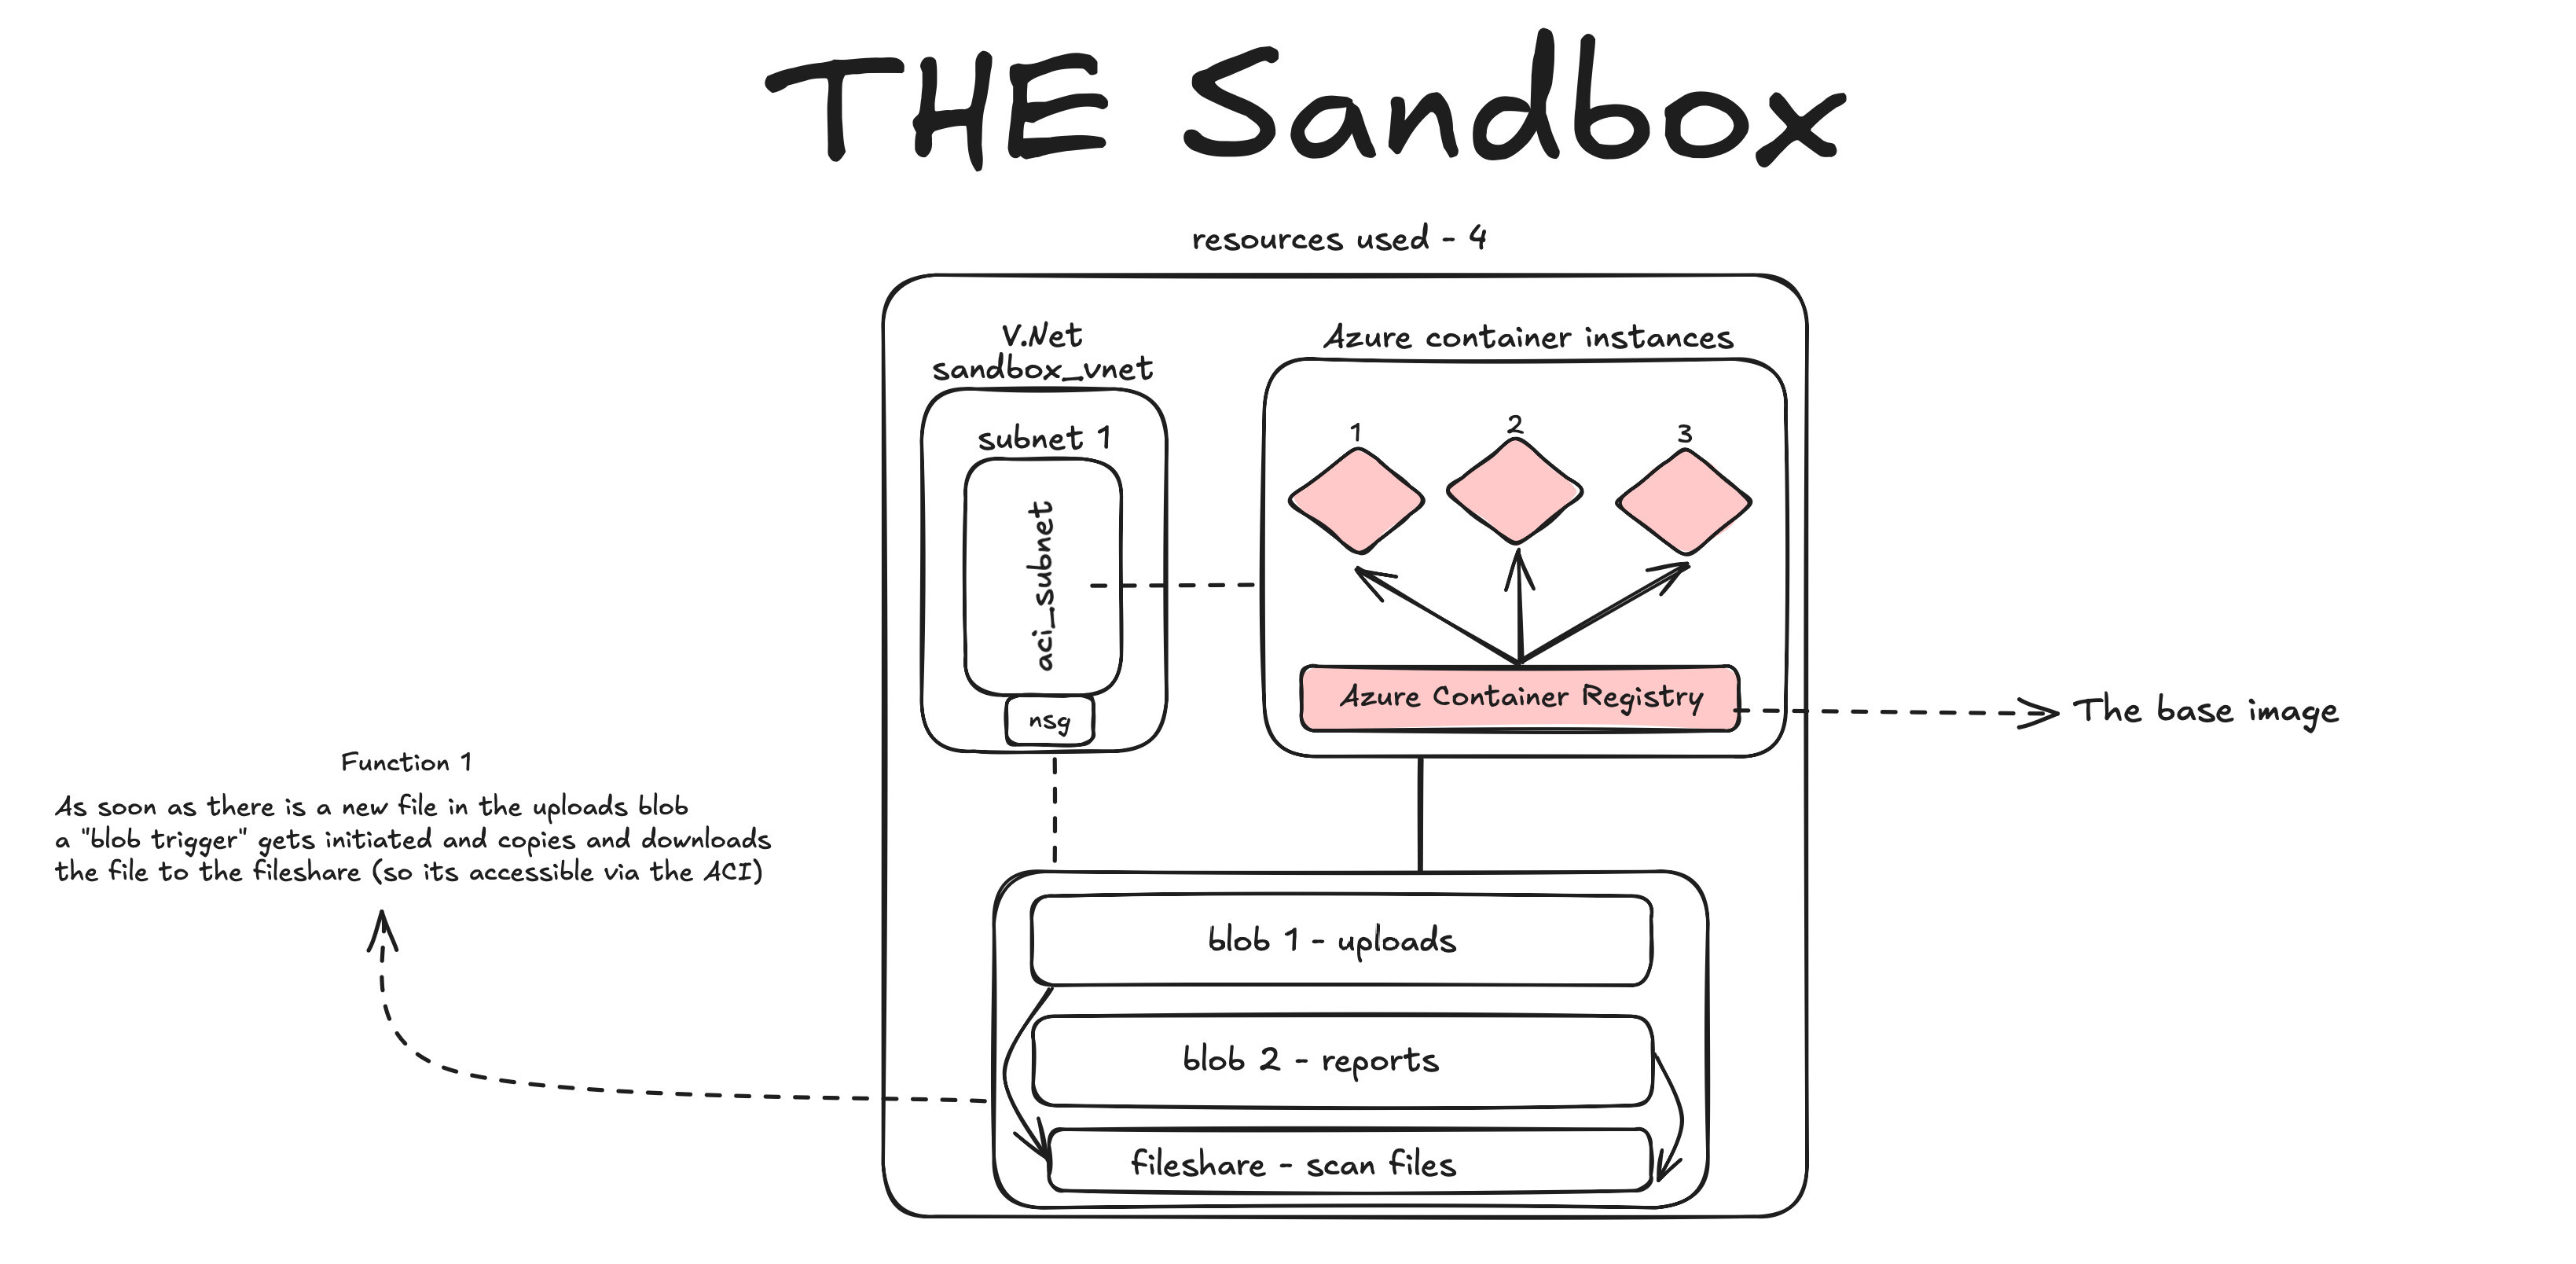 THE Sandbox
resources used - 4
V.Net
sandbox_vnet
subnet 1
aci_subnet
nsg
Azure container instances
1
2
3
Azure Container Registry
The base image
Function 1
As soon as there is a new file in the uploads blob
a "blob trigger" gets initiated and copies and downloads
the file to the fileshare (so its accessible via the ACI)
blob 1 - uploads
blob 2 - reports
fileshare - scan files